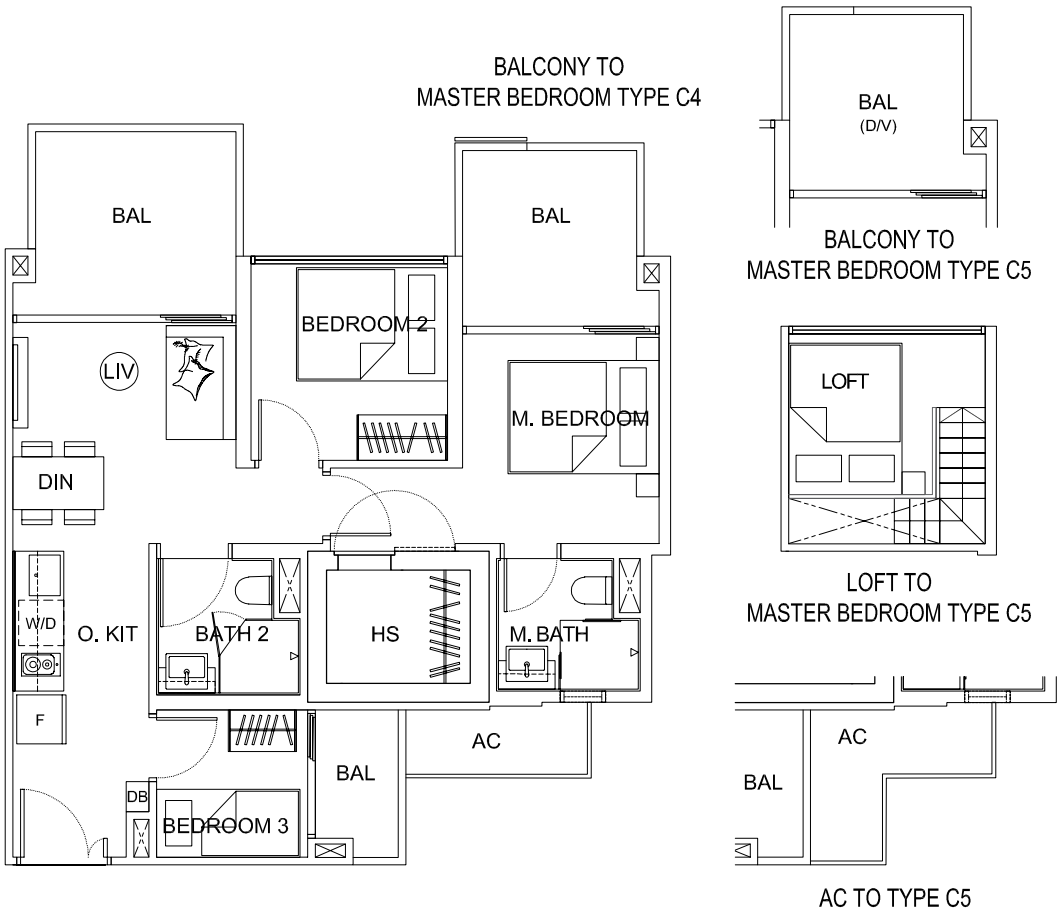 BALCONY TO
MASTER BEDROOM TYPE C4
BAL
BAL
BEDROOM 2
LIV
M. BEDROOM
DIN
W/D
O. KIT
BATH 2
HS
M. BATH
F
AC
BAL
DB
BEDROOM 3
BAL
(D/V)
BALCONY TO
MASTER BEDROOM TYPE C5
LOFT
LOFT TO
MASTER BEDROOM TYPE C5
AC
BAL
AC TO TYPE C5